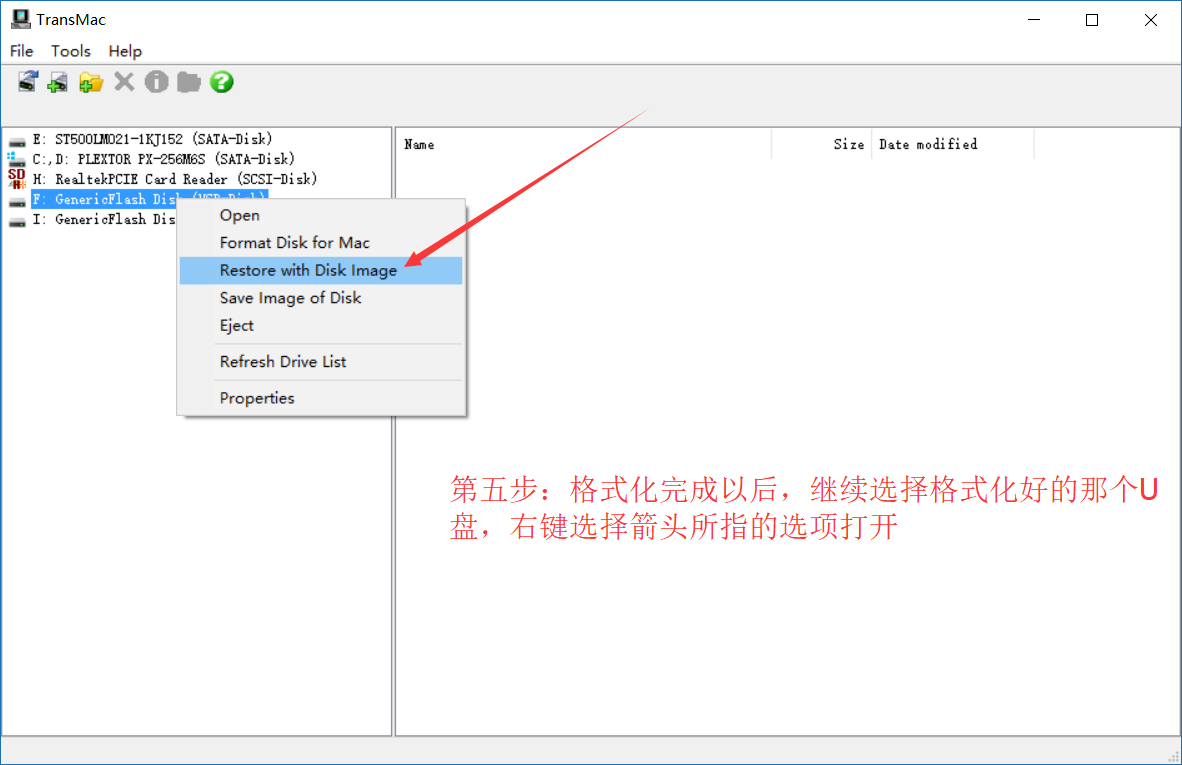 TransMac
File Tools Help
Name Size Date modified
E: ST500LM021-1KJ152 (SATA-Disk)
C:,D: PLEXTOR PX-256M6S (SATA-Disk)
H: RealtekPCIE Card Reader (SCSI-Disk)
F: GenericFlash Disk (USB-Disk)
I: GenericFlash Dis
Open
Format Disk for Mac
Restore with Disk Image
Save Image of Disk
Eject
Refresh Drive List
Properties
第五步：格式化完成以后，继续选择格式化好的那个U
盘，右键选择箭头所指的选项打开